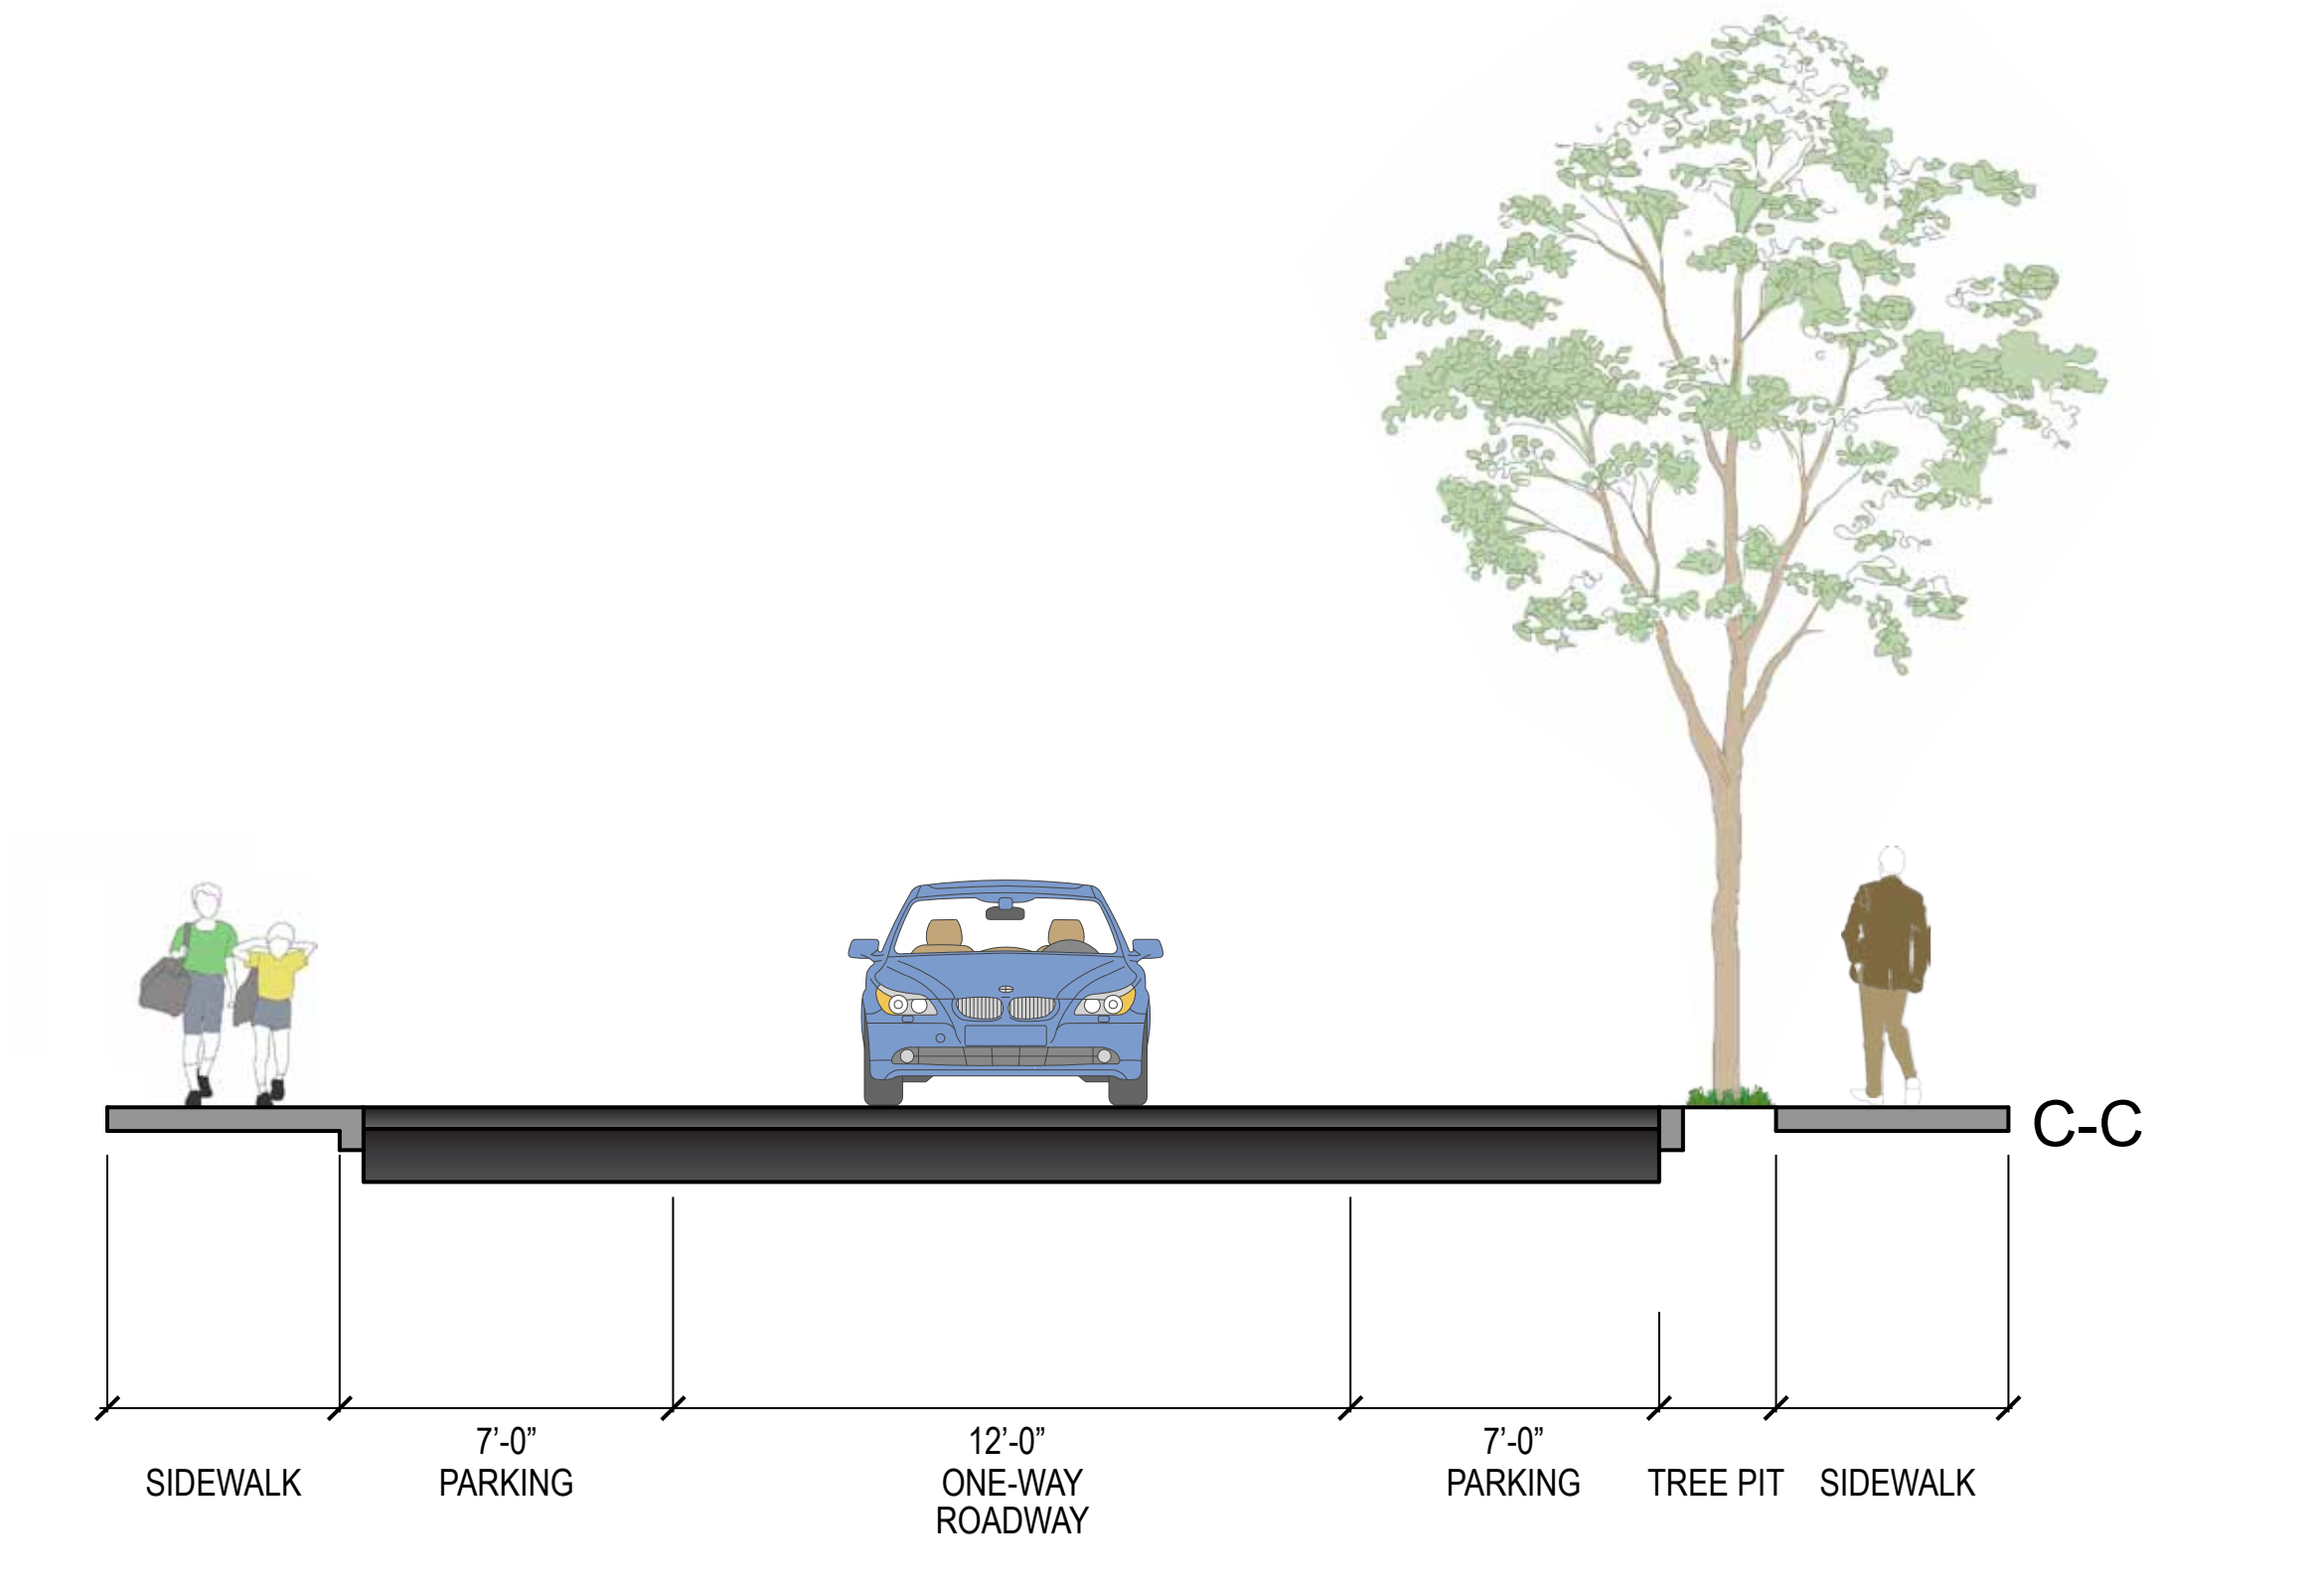 C-C
7’-0”
12’-0”
7’-0”
SIDEWALK
PARKING
ONE-WAY
ROADWAY
PARKING
TREE PIT
SIDEWALK